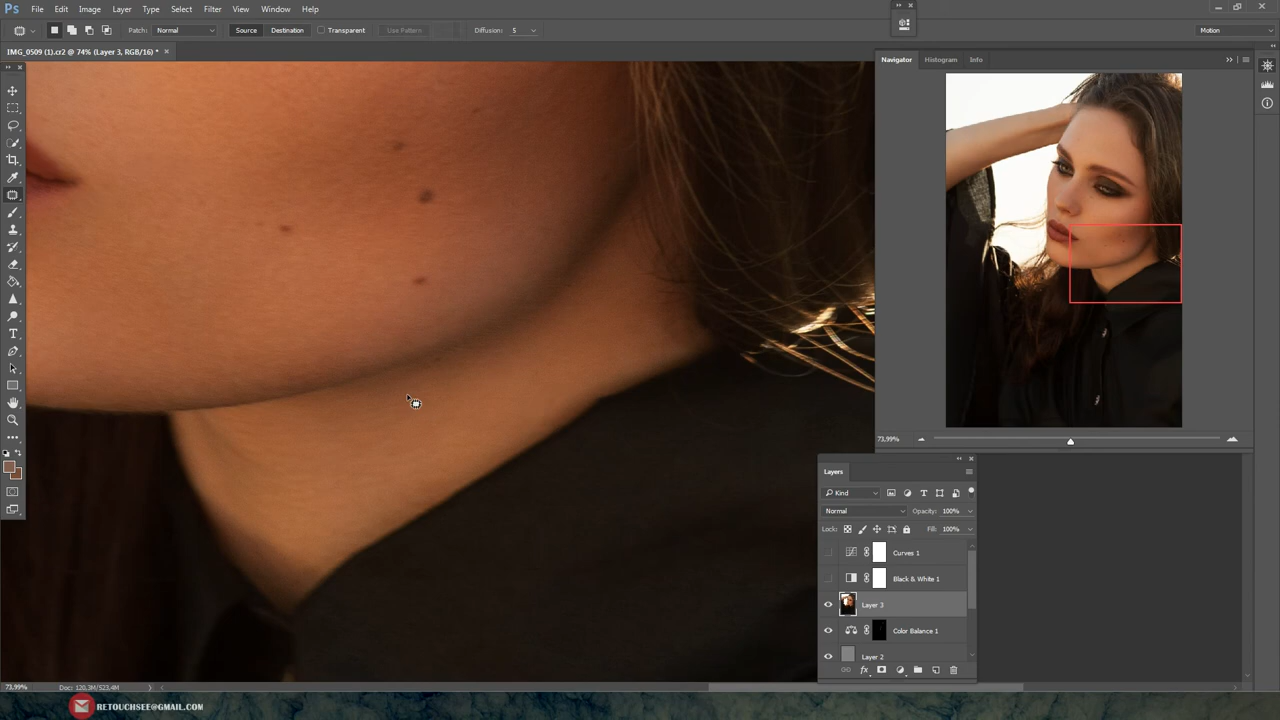 Ps File Edit Image Layer Type Select Filter 3D View Window Help
Patch: Normal Source Destination Transparent Use Pattern Diffusion: 5 Motion
IMG_0509 (1).cr2 @ 74% (Layer 3, RGB/16) * ×
Navigator Histogram Info
73,99%
Layers
Kind
Normal Opacity: 100%
Lock: Fill: 100%
Curves 1
Black & White 1
Layer 3
Color Balance 1
Layer 2
fx
73,99% Doc: 120,3M/523,4M
RETOUCHSEE@GMAIL.COM